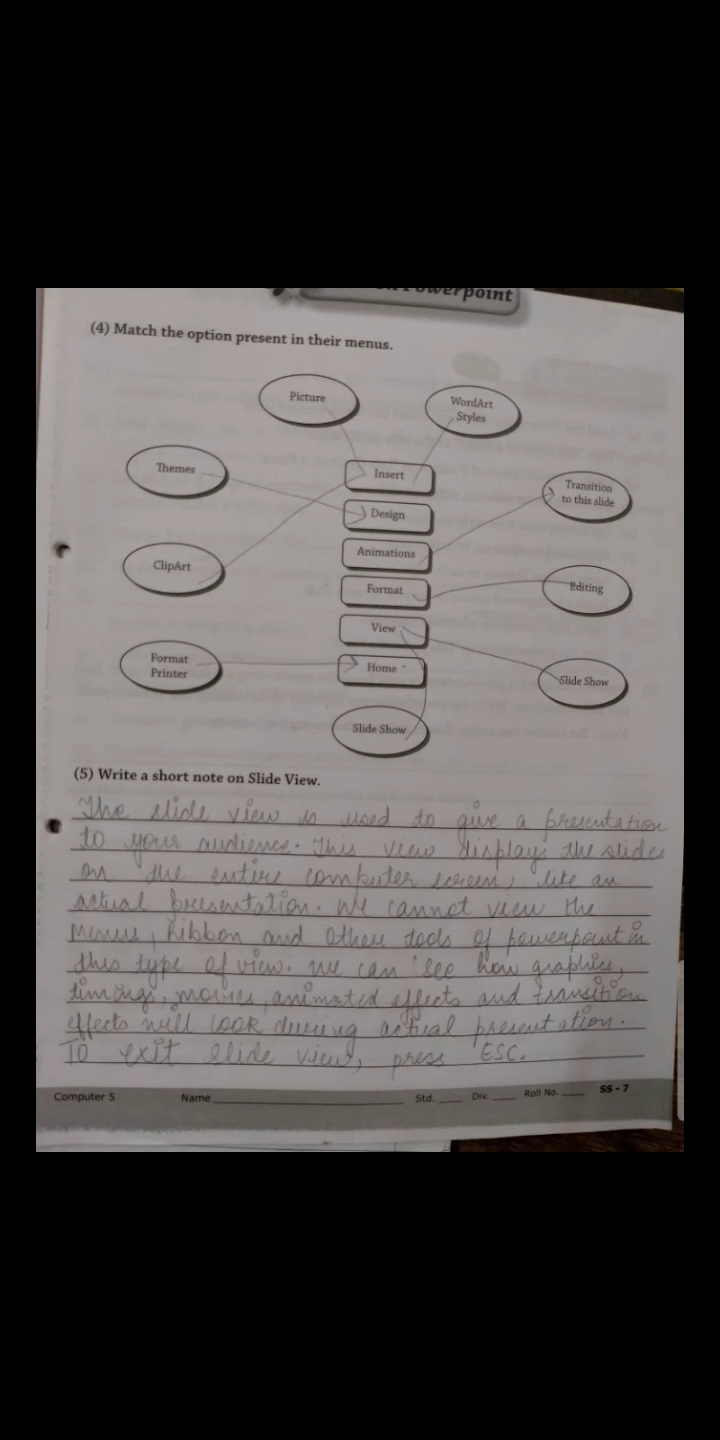 Powerpoint
(4) Match the option present in their menus.
Picture
WordArt
Styles
Themes
Insert
Transition
to this slide
Design
Animations
ClipArt
Format
Editing
View
Format
Printer
Home
Slide Show
Slide Show
(5) Write a short note on Slide View.
The slide view is used to give a presentation
to your audience. This view displays the slides
on the entire computer screen, like an
actual presentation. We cannot view the
Menus, Ribbon and other tools of powerpoint in
this type of view. We can see how graphics,
timings, movies, animated effects and transition
effects will look during actual presentation.
To exit slide view, press ESC.
Computer 5 Name Std. Div. Roll No. SS - 7